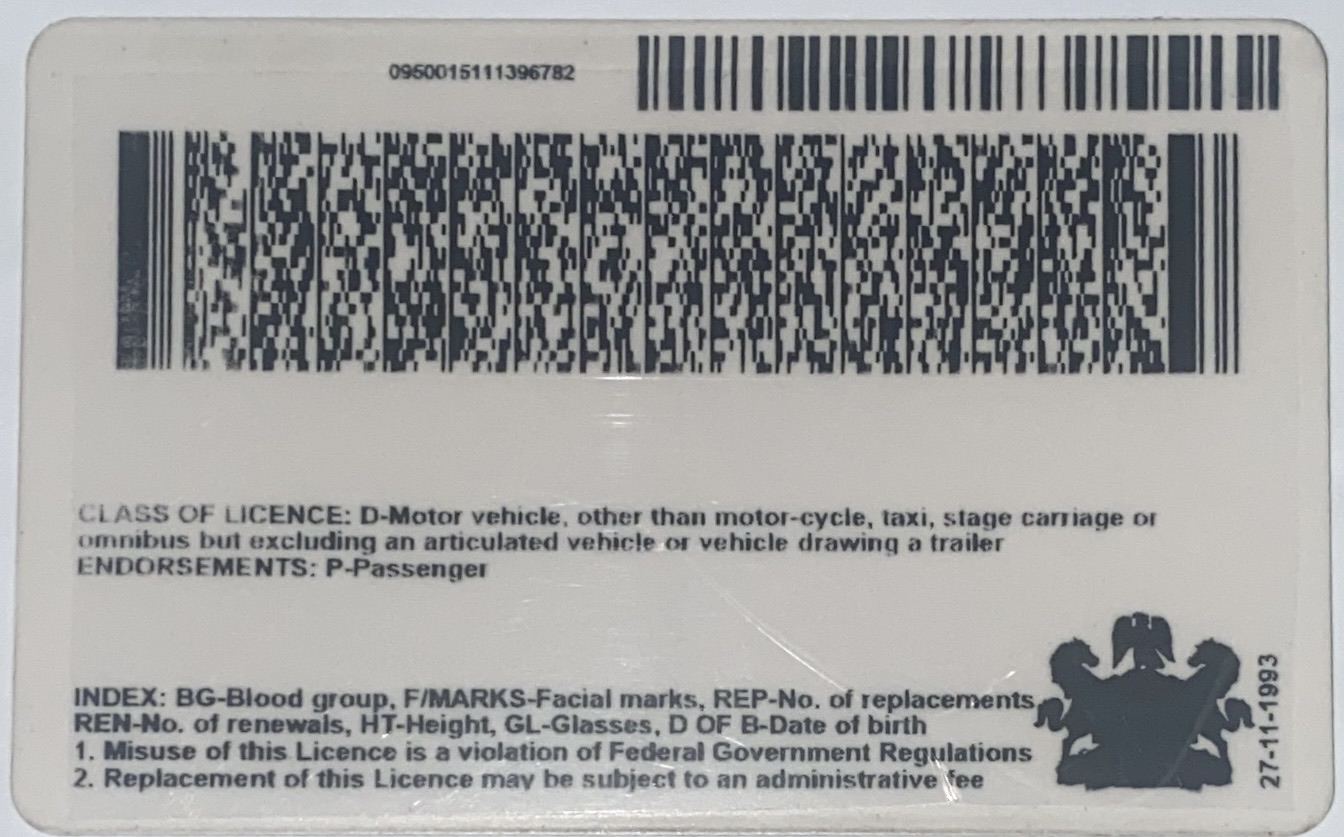 0950015111396782
CLASS OF LICENCE: D-Motor vehicle, other than motor-cycle, taxi, stage carriage or
omnibus but excluding an articulated vehicle or vehicle drawing a trailer
ENDORSEMENTS: P-Passenger
INDEX: BG-Blood group, F/MARKS-Facial marks, REP-No. of replacements,
REN-No. of renewals, HT-Height, GL-Glasses, D OF B-Date of birth
1. Misuse of this Licence is a violation of Federal Government Regulations
2. Replacement of this Licence may be subject to an administrative fee
27-11-1993